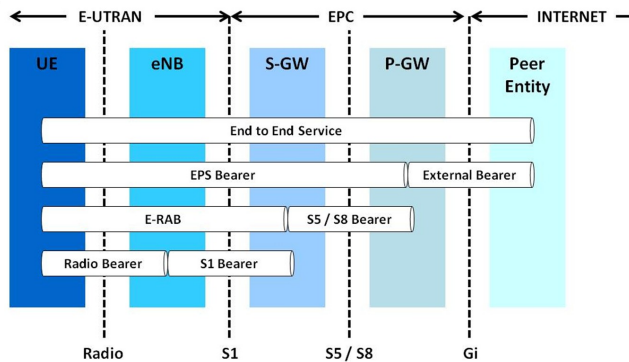 E-UTRAN EPC INTERNET
UE eNB S-GW P-GW Peer
Entity
End to End Service
EPS Bearer External Bearer
E-RAB S5 / S8 Bearer
Radio Bearer S1 Bearer
Radio S1 S5 / S8 Gi